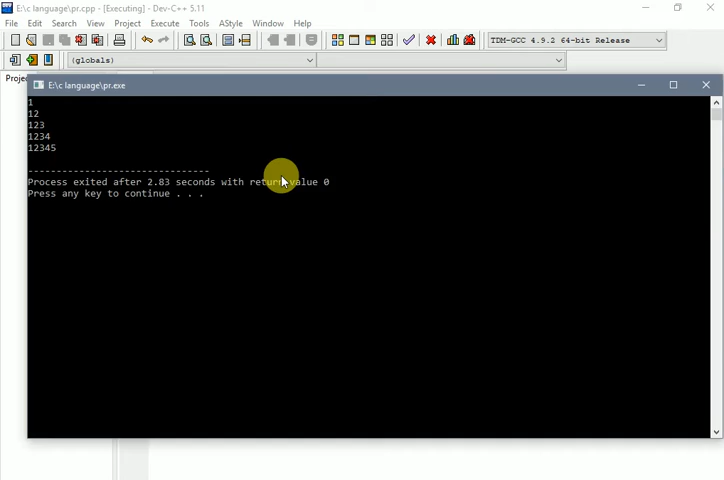 E:\c language\pr.cpp - [Executing] - Dev-C++ 5.11
File Edit Search View Project Execute Tools AStyle Window Help
TDM-GCC 4.9.2 64-bit Release
(globals)
E:\c language\pr.exe
1
12
123
1234
12345
--------------------------------
Process exited after 2.83 seconds with return value 0
Press any key to continue . . .